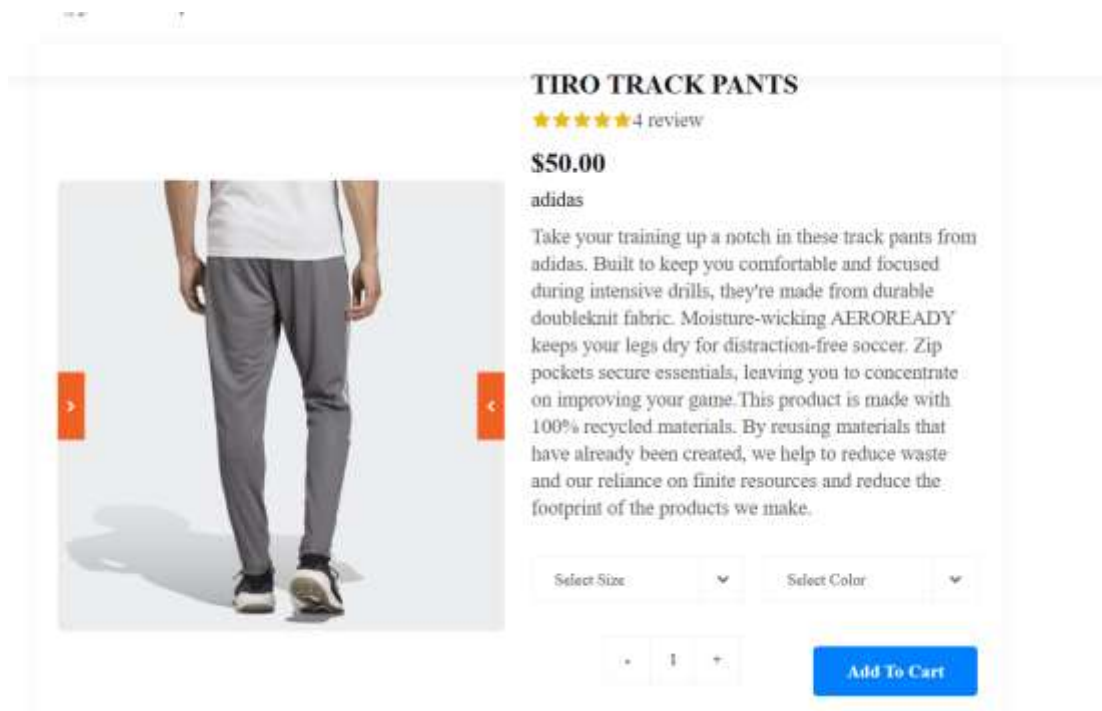 TIRO TRACK PANTS
4 review
$50.00
adidas
Take your training up a notch in these track pants from
adidas. Built to keep you comfortable and focused
during intensive drills, they're made from durable
doubleknit fabric. Moisture-wicking AEROREADY
keeps your legs dry for distraction-free soccer. Zip
pockets secure essentials, leaving you to concentrate
on improving your game.This product is made with
100% recycled materials. By reusing materials that
have already been created, we help to reduce waste
and our reliance on finite resources and reduce the
footprint of the products we make.
Select Size
Select Color
- 1 +
Add To Cart